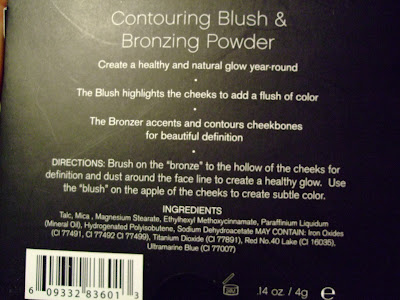 Contouring Blush &
Bronzing Powder
Create a healthy and natural glow year-round
•
The Blush highlights the cheeks to add a flush of color
•
The Bronzer accents and contours cheekbones
for beautiful definition
•
DIRECTIONS: Brush on the "bronze" to the hollow of the cheeks for
definition and dust around the face line to create a healthy glow. Use
the "blush" on the apple of the cheeks to create subtle color.
INGREDIENTS
Talc, Mica , Magnesium Stearate, Ethylhexyl Methoxycinnamate, Paraffinium Liquidum
(Mineral Oil), Hydrogenated Polyisobutene, Sodium Dehydroacetate MAY CONTAIN: Iron Oxides
(CI 77491, CI 77492 CI 77499), Titanium Dioxide (CI 77891), Red No.40 Lake (CI 16035),
Ultramarine Blue (CI 77007)
6 09332 83601 3
.14 oz. / 4g e